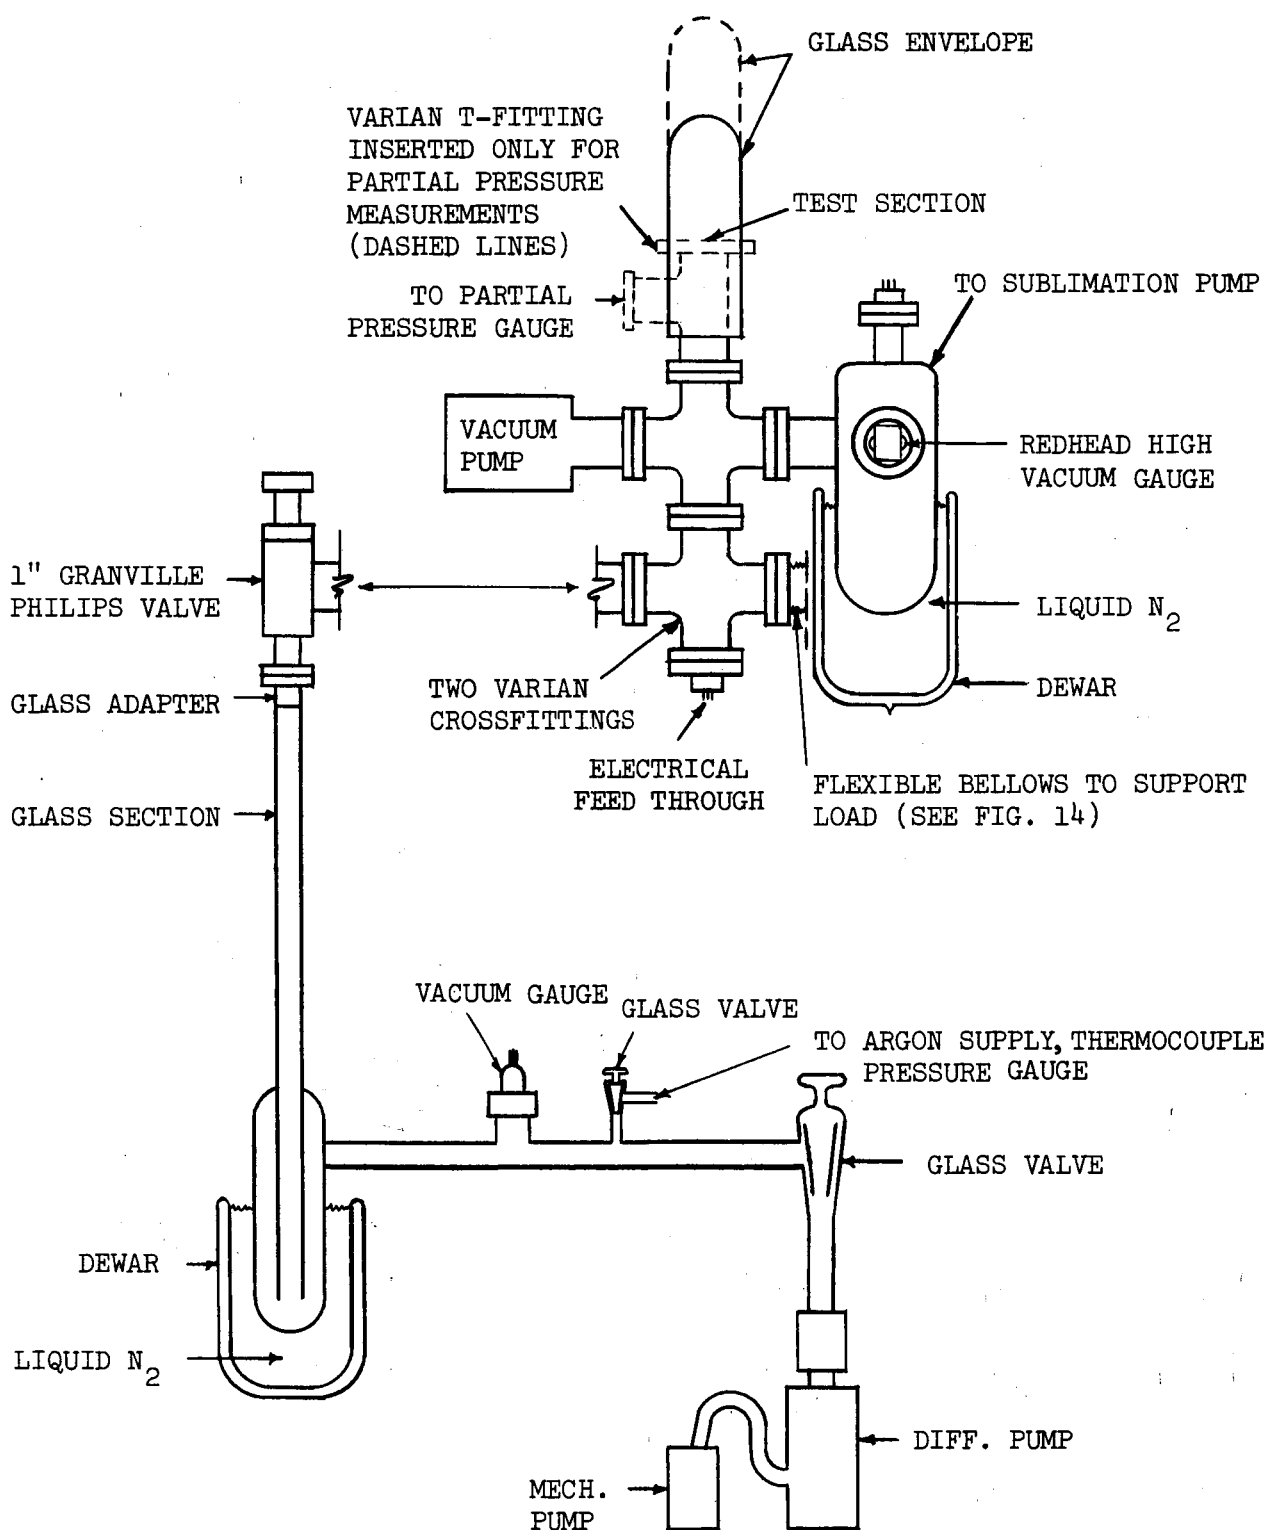 GLASS ENVELOPE
VARIAN T-FITTING
INSERTED ONLY FOR
PARTIAL PRESSURE
MEASUREMENTS
(DASHED LINES)
TEST SECTION
TO PARTIAL
PRESSURE GAUGE
TO SUBLIMATION PUMP
VACUUM
PUMP
REDHEAD HIGH
VACUUM GAUGE
1" GRANVILLE
PHILIPS VALVE
LIQUID N2
GLASS ADAPTER
TWO VARIAN
CROSSFITTINGS
DEWAR
ELECTRICAL
FEED THROUGH
FLEXIBLE BELLOWS TO SUPPORT
LOAD (SEE FIG. 14)
GLASS SECTION
VACUUM GAUGE
GLASS VALVE
TO ARGON SUPPLY, THERMOCOUPLE
PRESSURE GAUGE
GLASS VALVE
DEWAR
LIQUID N2
DIFF. PUMP
MECH.
PUMP